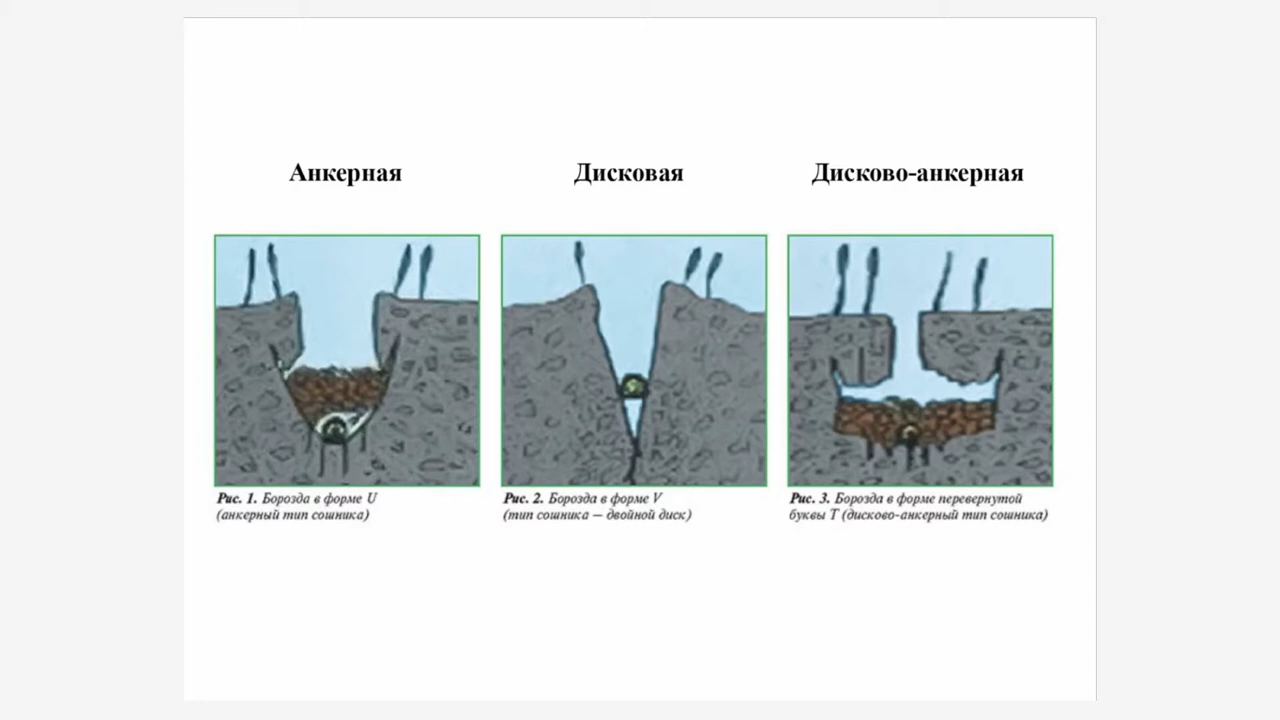 Анкерная
Дисковая
Дисково-анкерная
Рис. 1. Борозда в форме U
(анкерный тип сошника)
Рис. 2. Борозда в форме V
(тип сошника – двойной диск)
Рис. 3. Борозда в форме перевернутой
буквы Т (дисково-анкерный тип сошника)